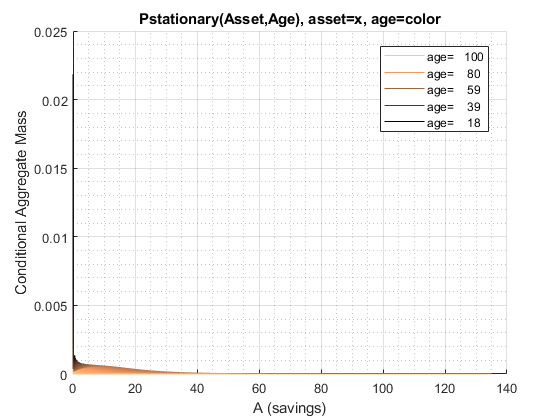 Pstationary(Asset,Age), asset=x, age=color
0.025
0.02
0.015
0.01
0.005
0
Conditional Aggregate Mass
age= 100
age= 80
age= 59
age= 39
age= 18
0 20 40 60 80 100 120 140
A (savings)